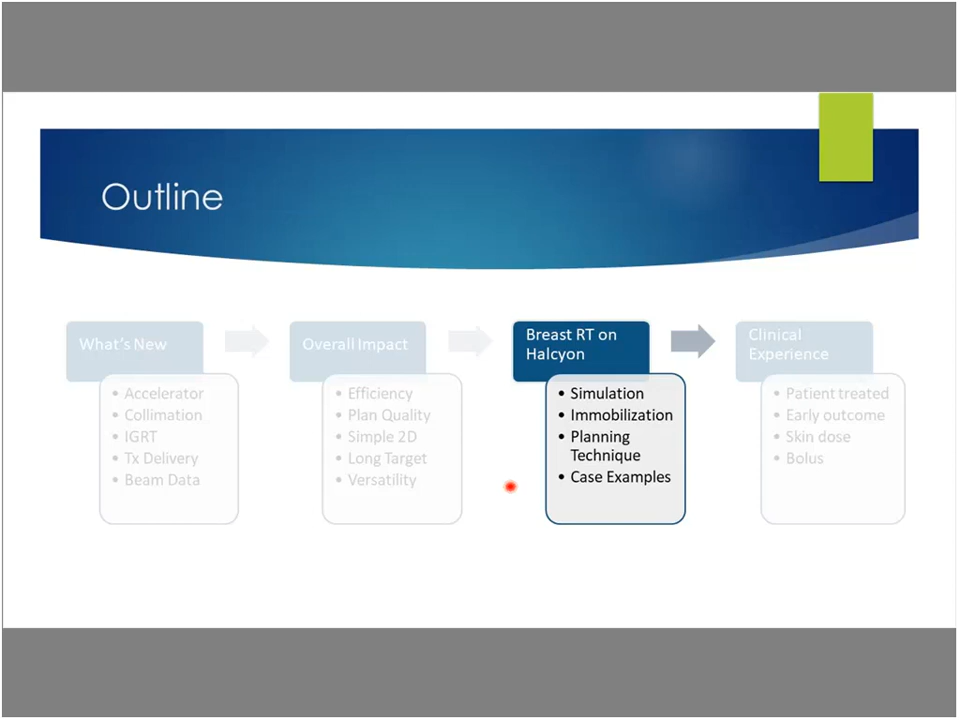 Outline
What's New
• Accelerator
• Collimation
• IGRT
• Tx Delivery
• Beam Data
Overall Impact
• Efficiency
• Plan Quality
• Simple 2D
• Long Target
• Versatility
Breast RT on
Halcyon
• Simulation
• Immobilization
• Planning
Technique
• Case Examples
Clinical
Experience
• Patient treated
• Early outcome
• Skin dose
• Bolus